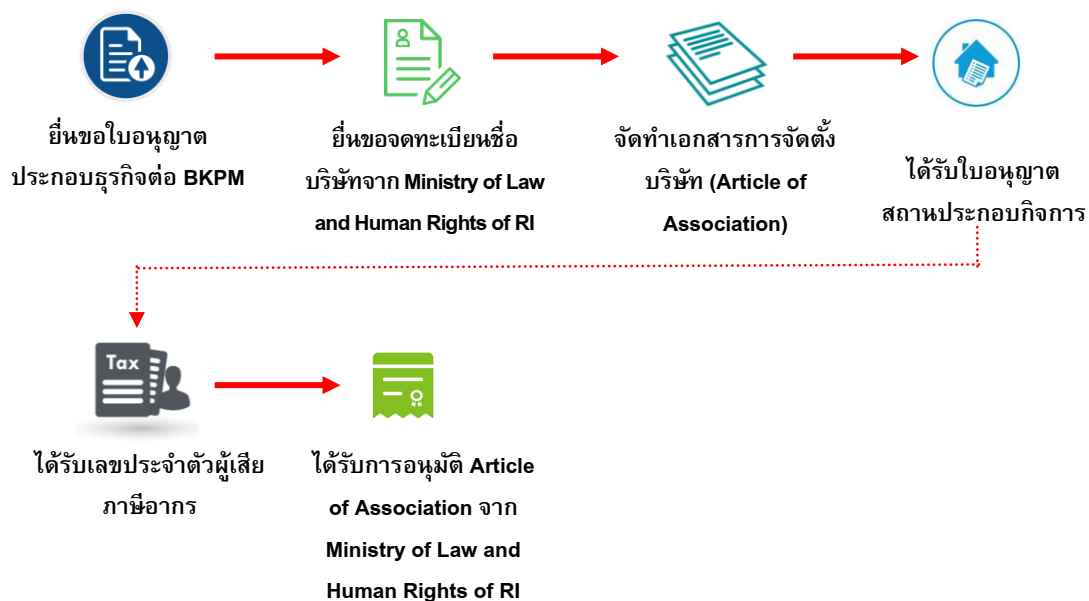 ยื่นขอใบอนุญาต
ประกอบธุรกิจต่อ BKPM
ยื่นขอจดทะเบียนชื่อ
บริษัทจาก Ministry of Law
and Human Rights of RI
จัดทำเอกสารการจัดตั้ง
บริษัท (Article of
Association)
ได้รับใบอนุญาต
สถานประกอบกิจการ
Tax
ได้รับเลขประจำตัวผู้เสีย
ภาษีอากร
ได้รับการอนุมัติ Article
of Association จาก
Ministry of Law and
Human Rights of RI